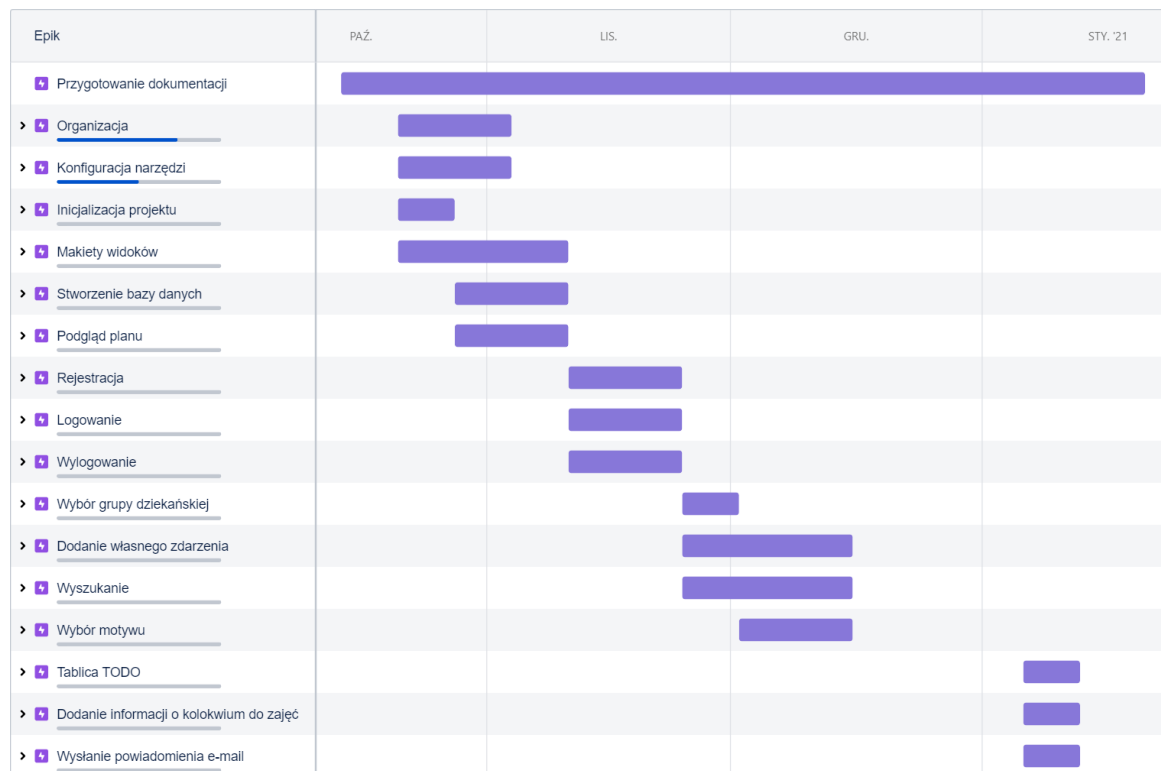 Epik PAŹ. LIS. GRU. STY. '21
Przygotowanie dokumentacji
Organizacja
Konfiguracja narzędzi
Inicjalizacja projektu
Makiety widoków
Stworzenie bazy danych
Podgląd planu
Rejestracja
Logowanie
Wylogowanie
Wybór grupy dziekańskiej
Dodanie własnego zdarzenia
Wyszukanie
Wybór motywu
Tablica TODO
Dodanie informacji o kolokwium do zajęć
Wysłanie powiadomienia e-mail